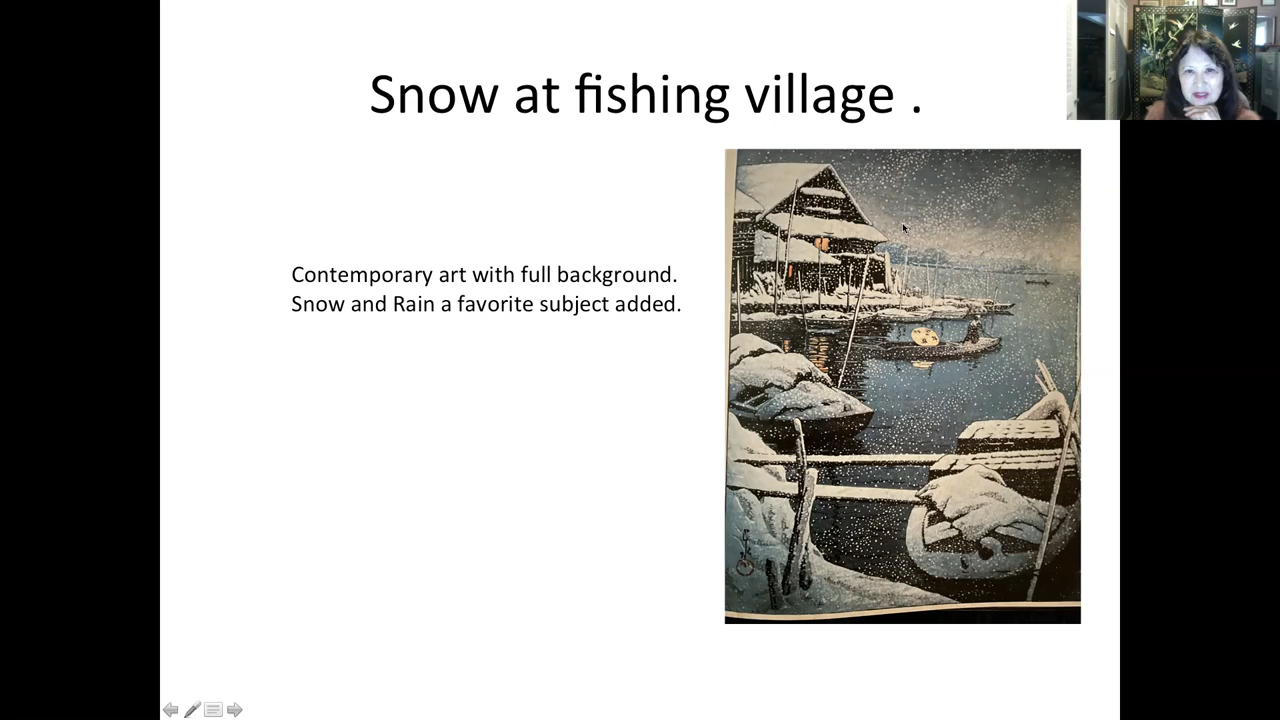 Snow at fishing village .
Contemporary art with full background.
Snow and Rain a favorite subject added.